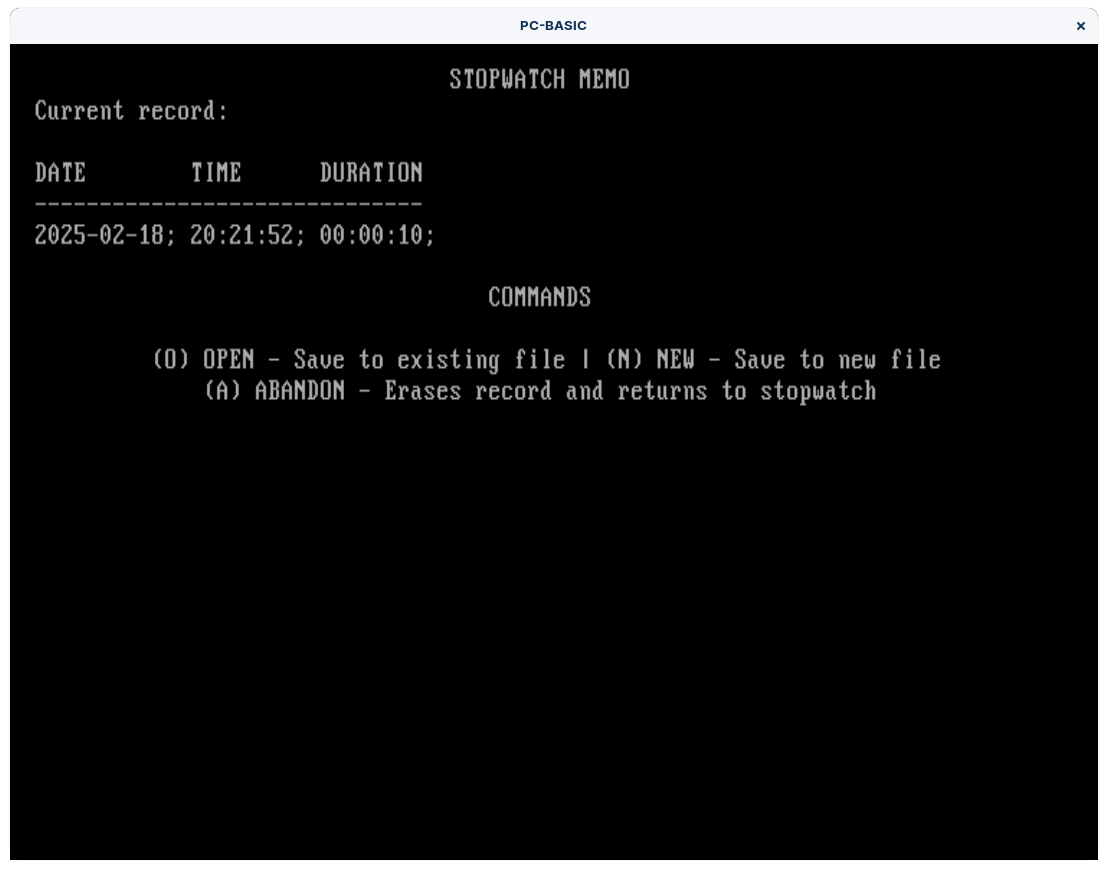 PC-BASIC
STOPWATCH MEMO
Current record:
DATE TIME DURATION
------------------------------
2025-02-18; 20:21:52; 00:00:10;
COMMANDS
(O) OPEN - Save to existing file | (N) NEW - Save to new file
(A) ABANDON - Erases record and returns to stopwatch